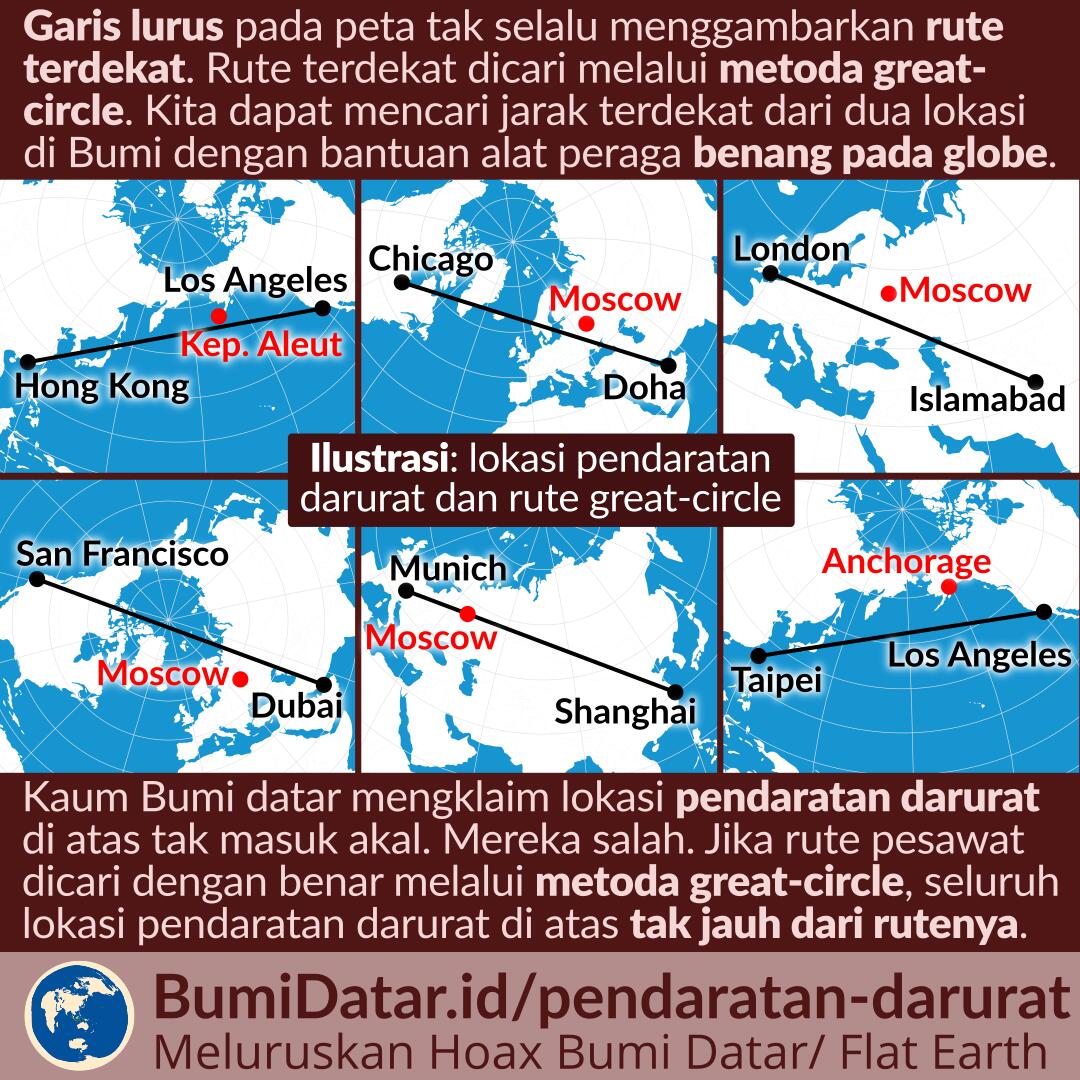 Garis lurus pada peta tak selalu menggambarkan rute
terdekat. Rute terdekat dicari melalui metoda great-
circle. Kita dapat mencari jarak terdekat dari dua lokasi
di Bumi dengan bantuan alat peraga benang pada globe.
Los Angeles
Kep. Aleut
Hong Kong
Chicago
Moscow
Doha
London
Moscow
Islamabad
Ilustrasi: lokasi pendaratan
darurat dan rute great-circle
San Francisco
Moscow
Dubai
Munich
Moscow
Shanghai
Anchorage
Los Angeles
Taipei
Kaum Bumi datar mengklaim lokasi pendaratan darurat
di atas tak masuk akal. Mereka salah. Jika rute pesawat
dicari dengan benar melalui metoda great-circle, seluruh
lokasi pendaratan darurat di atas tak jauh dari rutenya.
BumiDatar.id/pendaratan-darurat
Meluruskan Hoax Bumi Datar/ Flat Earth